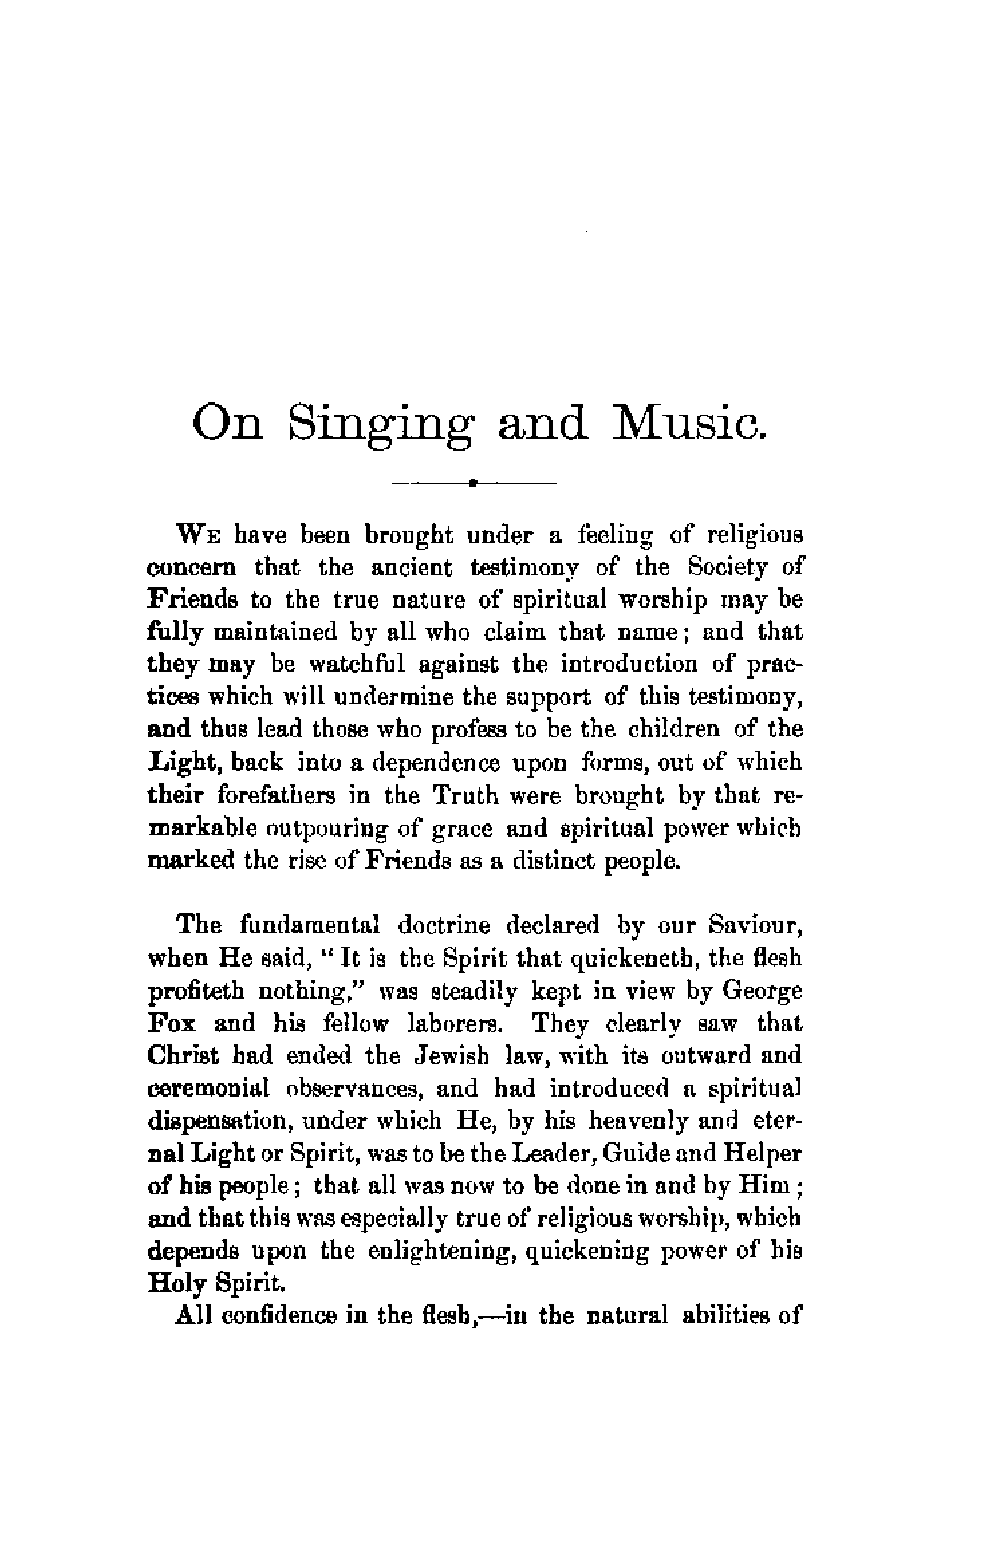 On Singing and Music.
WE have been brought under a feeling of religious
concern that the ancient testimony of the Society of
Friends to the true nature of spiritual worship may be
fully maintained by all who claim that name; and that
they may be watchful against the introduction of prac-
tices which will undermine the support of this testimony,
and thus lead those who profess to be the children of the
Light, back into a dependence upon forms, out of which
their forefathers in the Truth were brought by that re-
markable outpouring of grace and spiritual power which
marked the rise of Friends as a distinct people.
The fundamental doctrine declared by our Saviour,
when He said, "It is the Spirit that quickeneth, the flesh
profiteth nothing," was steadily kept in view by George
Fox and his fellow laborers. They clearly saw that
Christ had ended the Jewish law, with its outward and
ceremonial observances, and had introduced a spiritual
dispensation, under which He, by his heavenly and eter-
nal Light or Spirit, was to be the Leader, Guide and Helper
of his people; that all was now to be done in and by Him;
and that this was especially true of religious worship, which
depends upon the enlightening, quickening power of his
Holy Spirit.
All confidence in the flesh,—in the natural abilities of